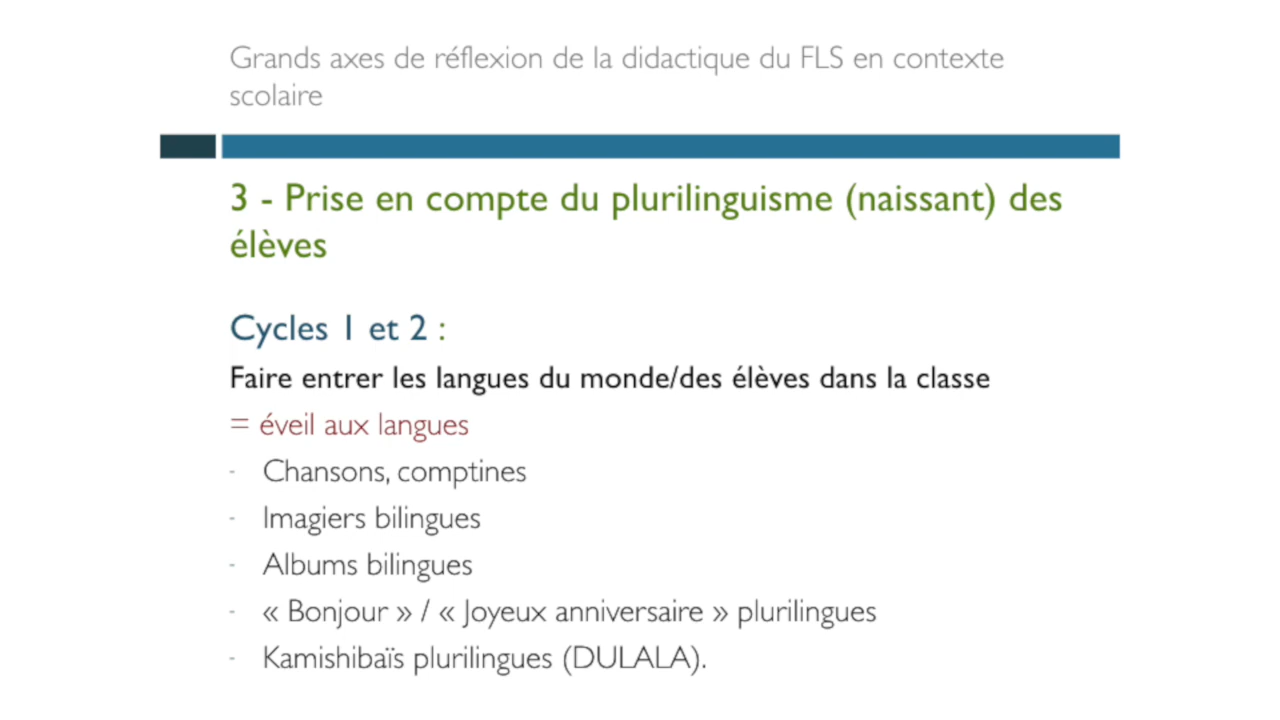 Grands axes de réflexion de la didactique du FLS en contexte
scolaire
3 - Prise en compte du plurilinguisme (naissant) des
élèves
Cycles 1 et 2 :
Faire entrer les langues du monde/des élèves dans la classe
= éveil aux langues
- Chansons, comptines
- Imagiers bilingues
- Albums bilingues
- « Bonjour » / « Joyeux anniversaire » plurilingues
- Kamishibaïs plurilingues (DULALA).